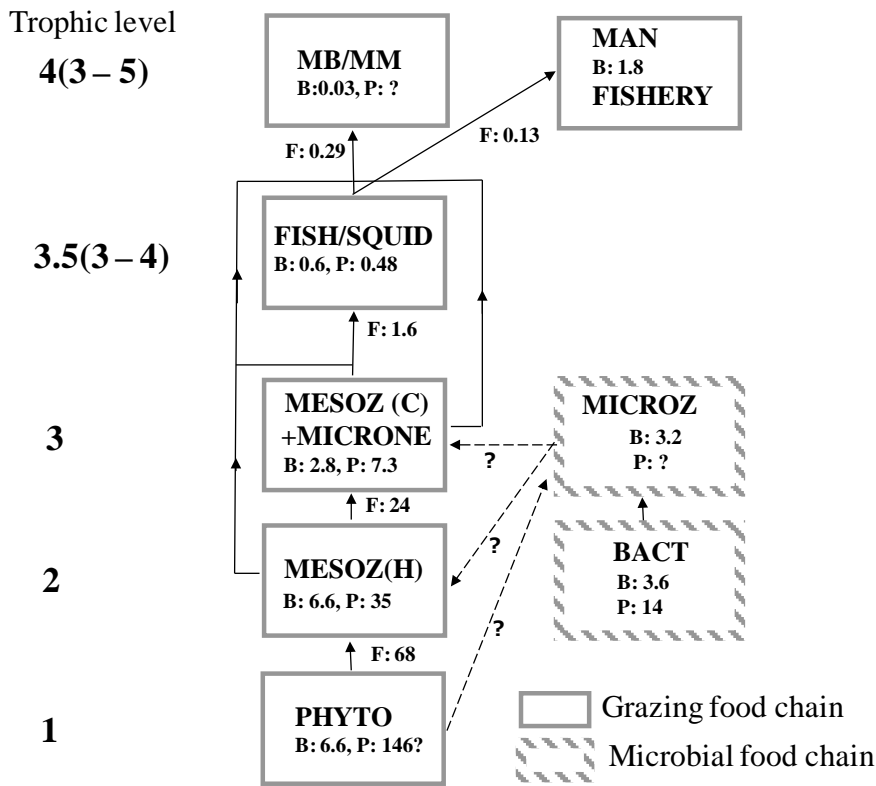 Trophic level
4(3 – 5)
MB/MM
B:0.03, P: ?
MAN
B: 1.8
FISHERY
F: 0.29
F: 0.13
3.5(3 – 4)
FISH/SQUID
B: 0.6, P: 0.48
F: 1.6
3
MESOZ (C)
+MICRONE
B: 2.8, P: 7.3
MICROZ
B: 3.2
P: ?
?
F: 24
2
MESOZ(H)
B: 6.6, P: 35
?
BACT
B: 3.6
P: 14
?
F: 68
1
PHYTO
B: 6.6, P: 146?
Grazing food chain
Microbial food chain